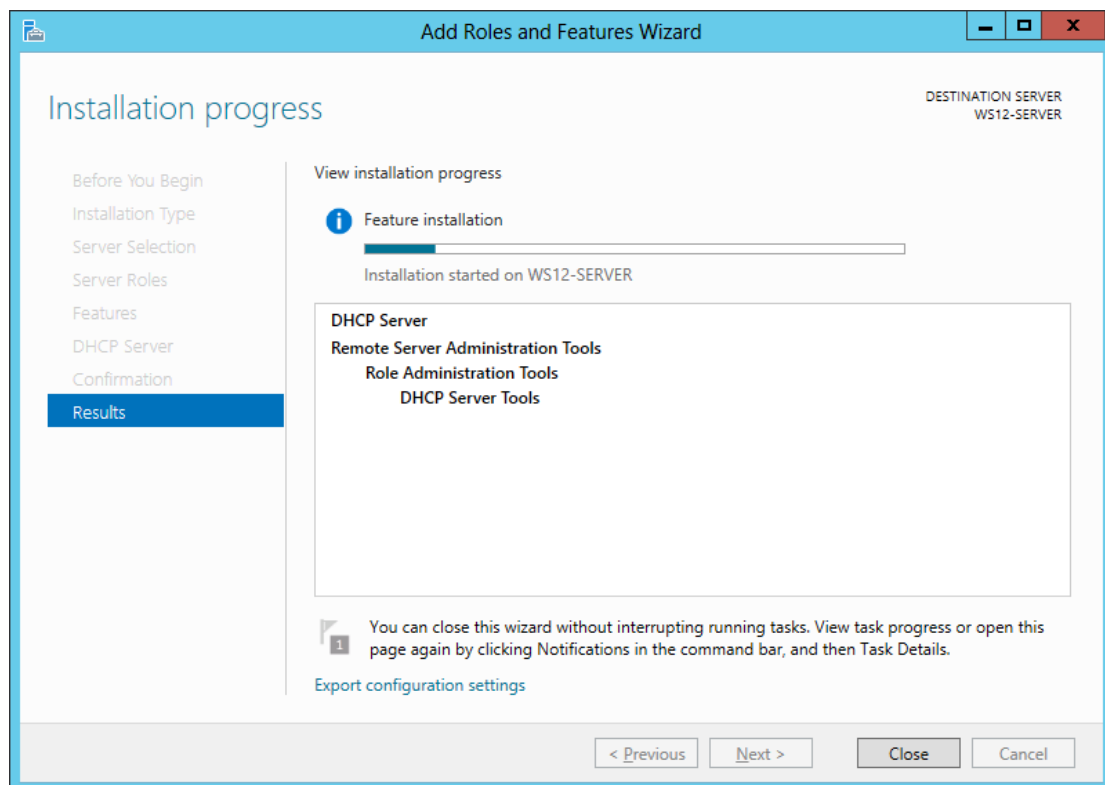 Add Roles and Features Wizard
Installation progress
DESTINATION SERVER
WS12-SERVER
Before You Begin
Installation Type
Server Selection
Server Roles
Features
DHCP Server
Confirmation
Results
View installation progress
Feature installation
Installation started on WS12-SERVER
DHCP Server
Remote Server Administration Tools
Role Administration Tools
DHCP Server Tools
1
You can close this wizard without interrupting running tasks. View task progress or open this
page again by clicking Notifications in the command bar, and then Task Details.
Export configuration settings
< Previous
Next >
Close
Cancel